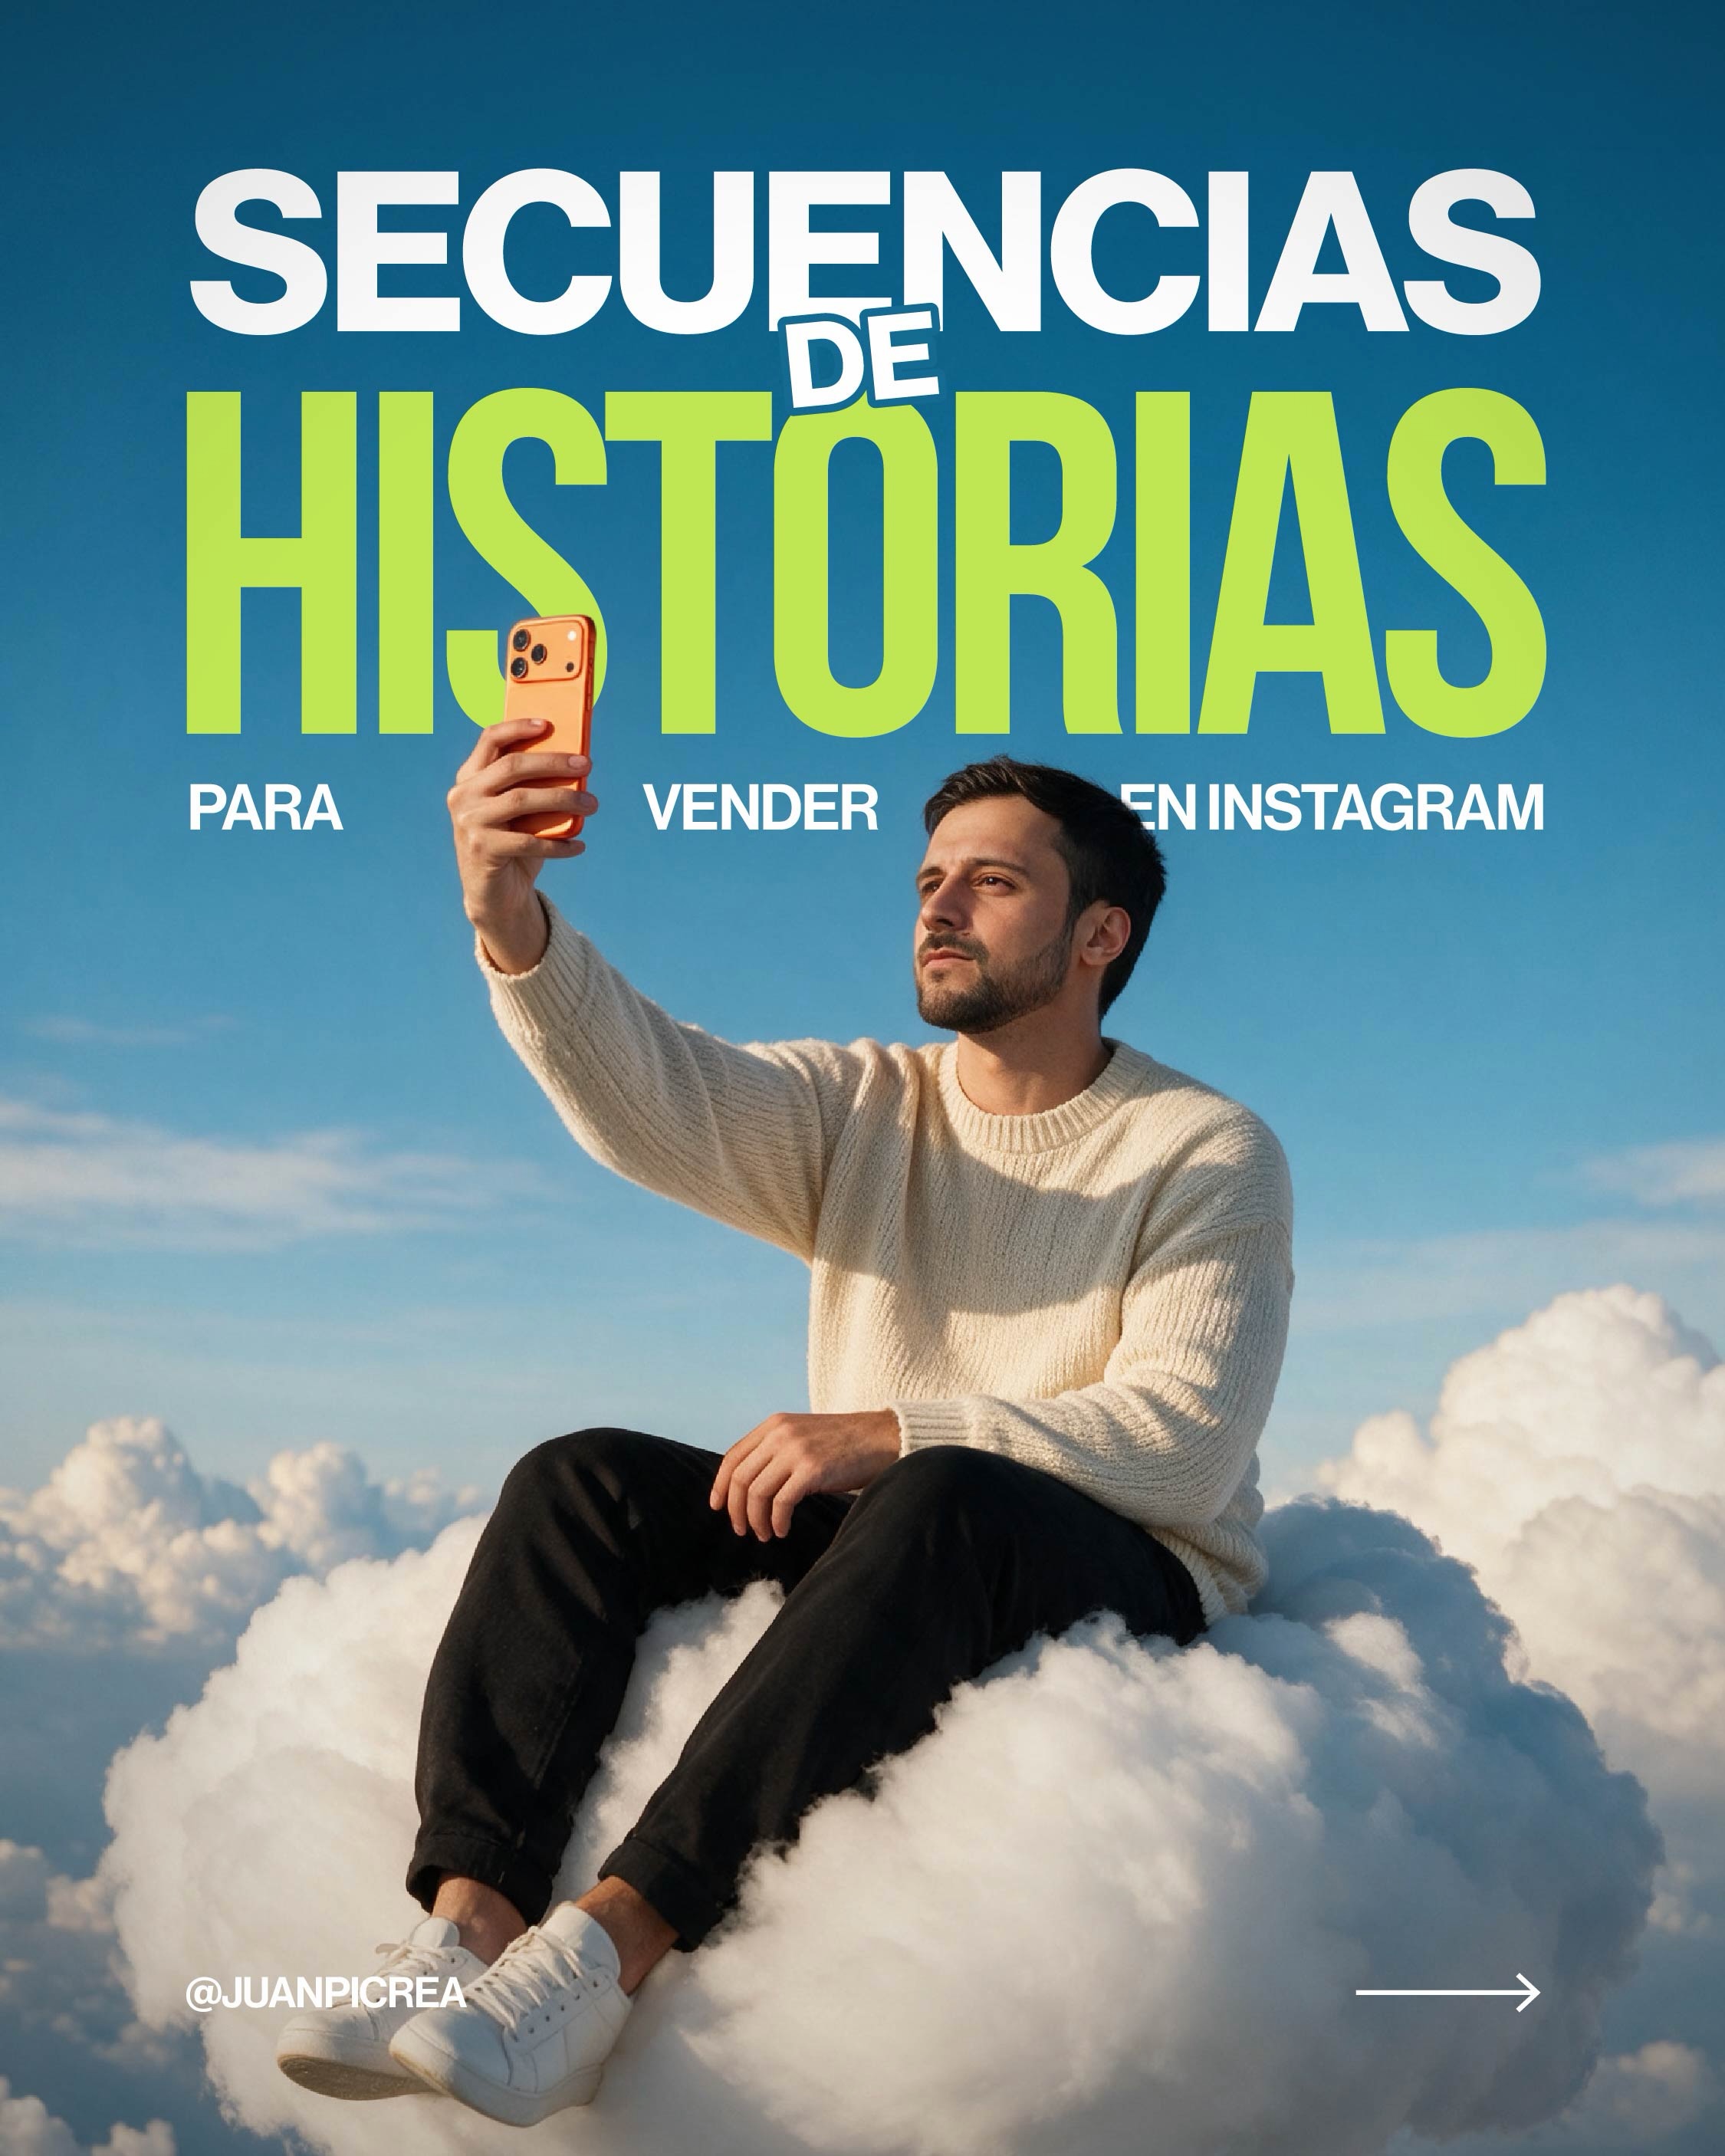 SECUENCIAS
DE
HISTORIAS
PARA VENDER EN INSTAGRAM
@JUANPICREA